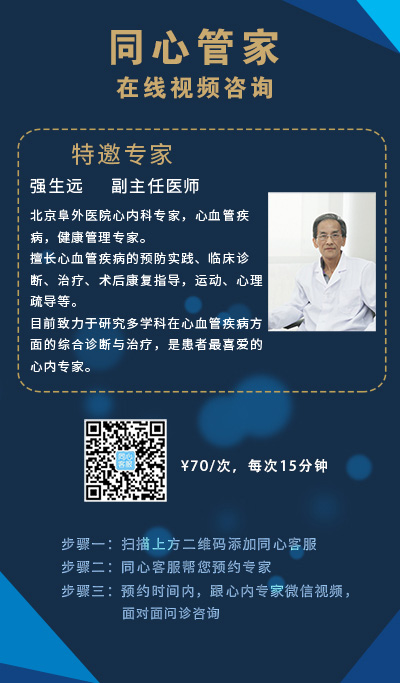 同心管家
在线视频咨询
特邀专家
强生远 副主任医师
北京阜外医院心内科专家，心血管疾
病，健康管理专家。
擅长心血管疾病的预防实践、临床诊
断、治疗、术后康复指导，运动、心理
疏导等。
目前致力于研究多学科在心血管疾病方
面的综合诊断与治疗，是患者最喜爱的
心内专家。
同心
客服
¥70/次，每次15分钟
步骤一：扫描上方二维码添加同心客服
步骤二：同心客服帮您预约专家
步骤三：预约时间内，跟心内专家微信视频，
面对面问诊咨询